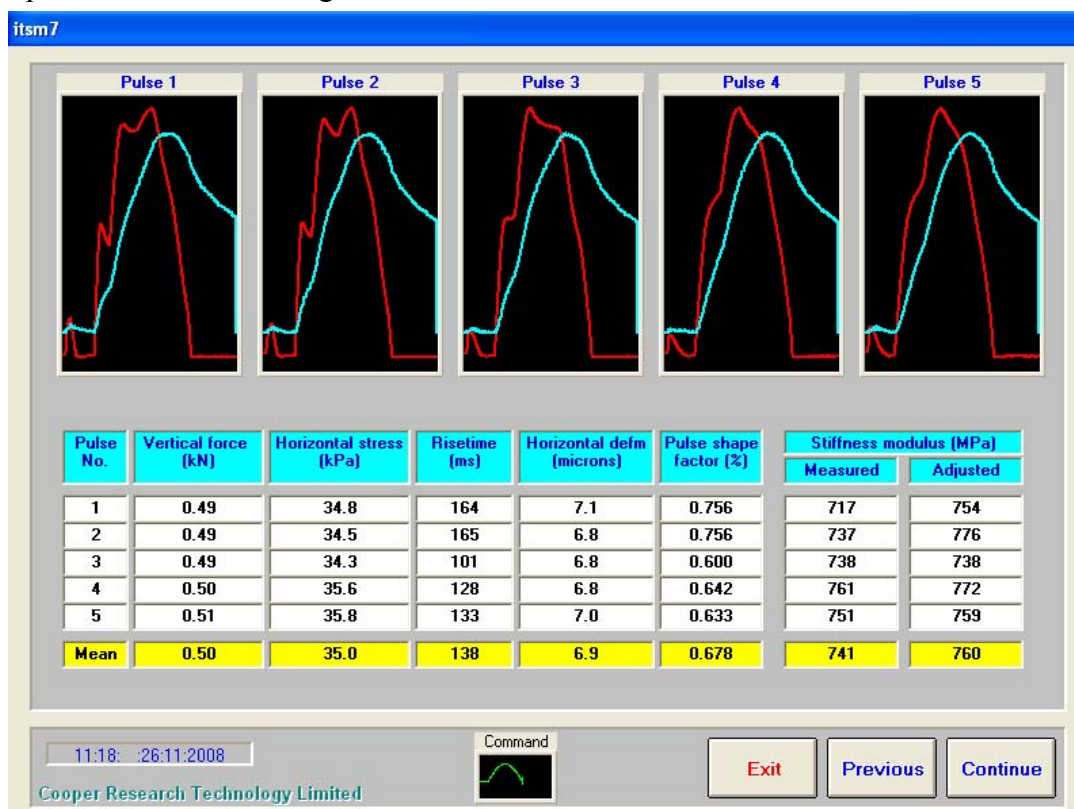 itsm7
Pulse 1 Pulse 2 Pulse 3 Pulse 4 Pulse 5
Pulse No. Vertical force (kN) Horizontal stress (kPa) Risetime (ms) Horizontal defm (microns) Pulse shape factor (%) Stiffness modulus (MPa)
Measured Adjusted
1 0.49 34.8 164 7.1 0.756 717 754
2 0.49 34.5 165 6.8 0.756 737 776
3 0.49 34.3 101 6.8 0.600 738 738
4 0.50 35.6 128 6.8 0.642 761 772
5 0.51 35.8 133 7.0 0.633 751 759
Mean 0.50 35.0 138 6.9 0.678 741 760
11:18: :26:11:2008
Command
Exit Previous Continue
Cooper Research Technology Limited